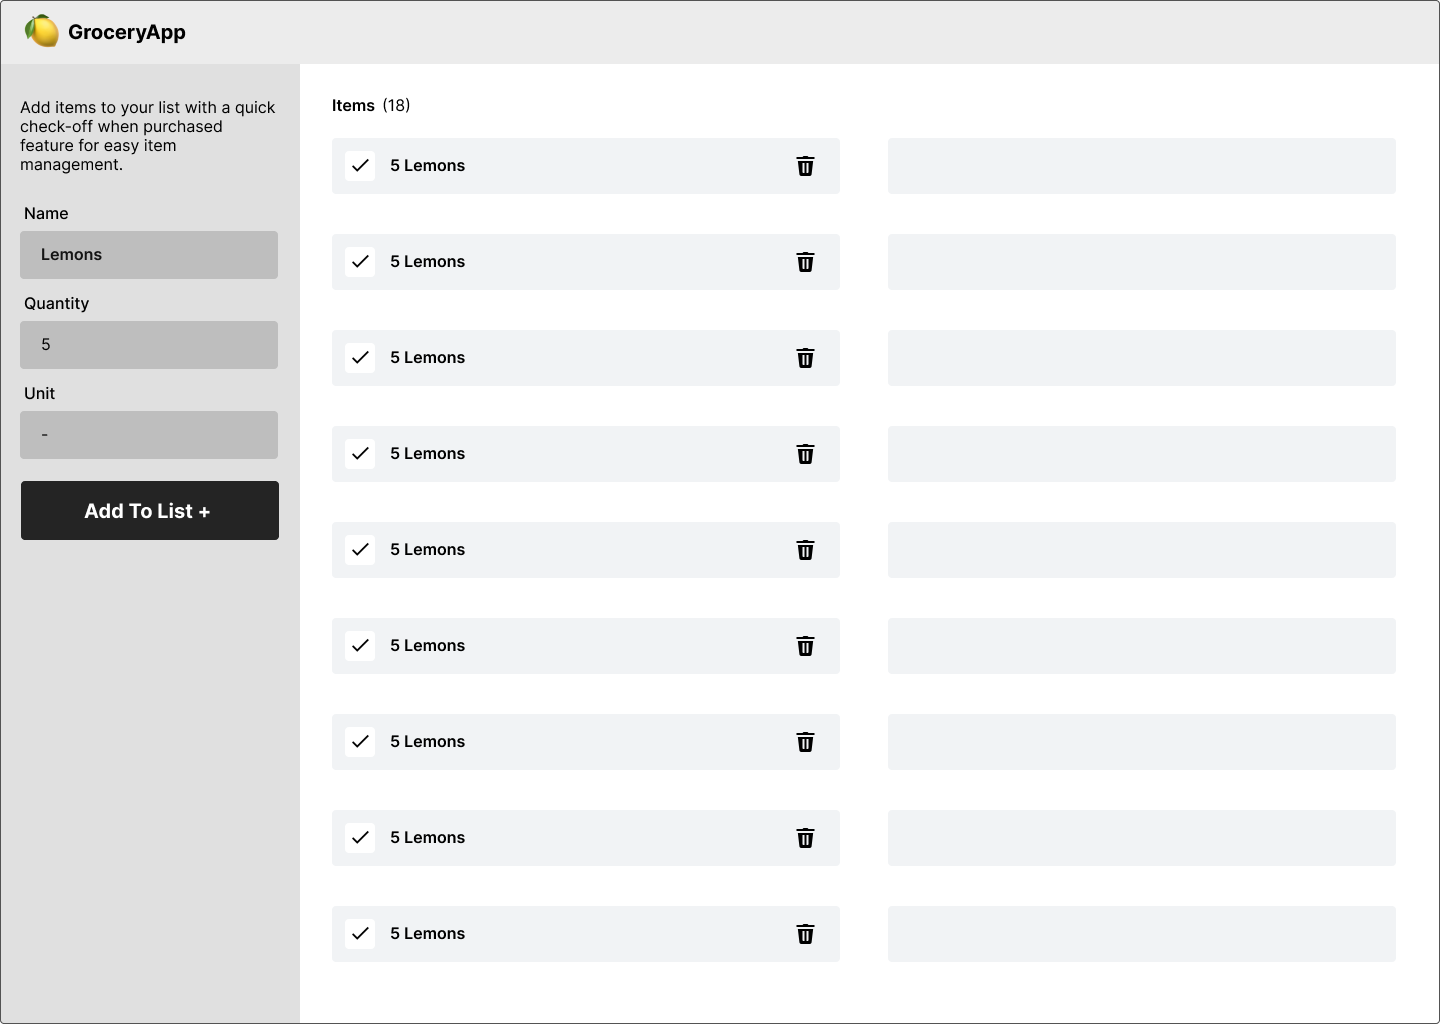 GroceryApp
Add items to your list with a quick
check-off when purchased
feature for easy item
management.
Name
Lemons
Quantity
5
Unit
-
Add To List +
Items (18)
5 Lemons
5 Lemons
5 Lemons
5 Lemons
5 Lemons
5 Lemons
5 Lemons
5 Lemons
5 Lemons